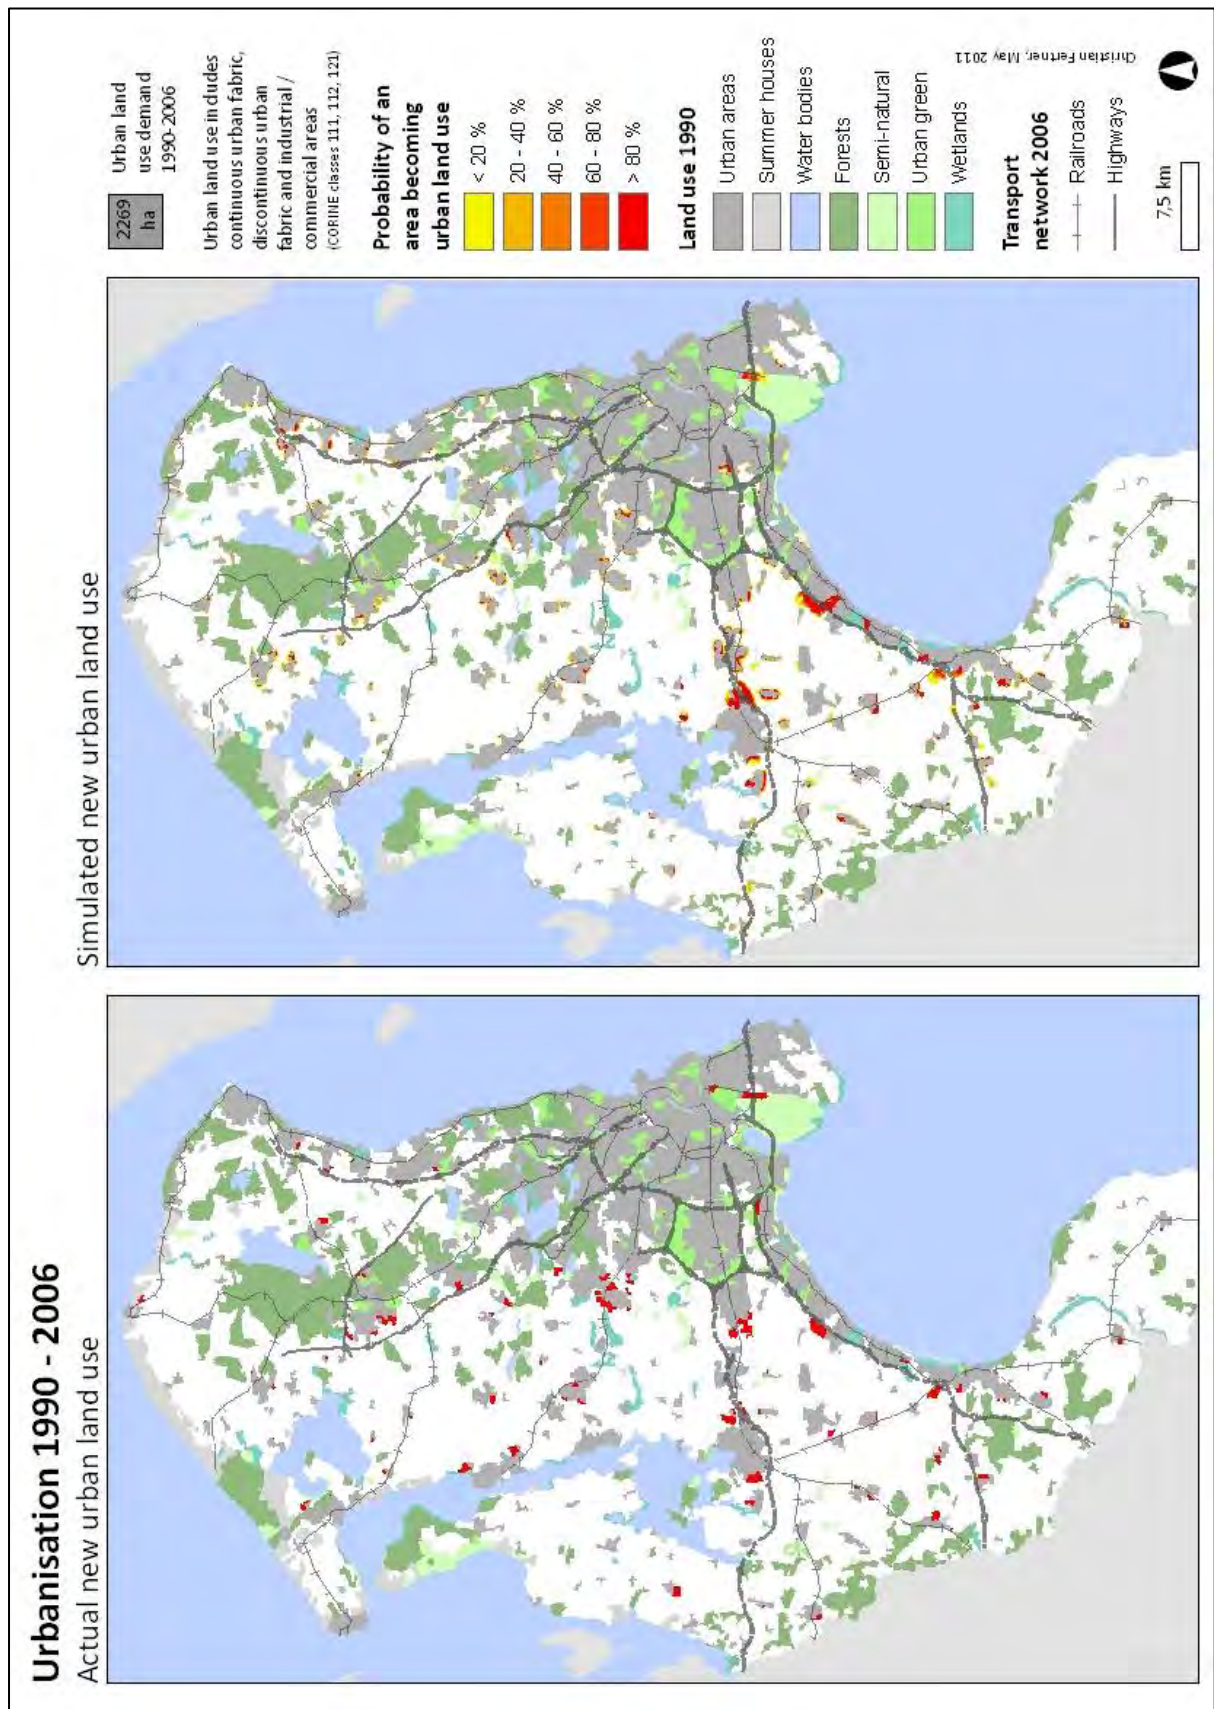 Urbanisation 1990 - 2006
Actual new urban land use
Simulated new urban land use
2269
ha
Urban land
use demand
1990-2006
Urban land use includes
continuous urban fabric,
discontinuous urban
fabric and industrial /
commercial areas
(CORINE classes 111, 112, 121)
Probability of an
area becoming
urban land use
< 20 %
20 - 40 %
40 - 60 %
60 - 80 %
> 80 %
Land use 1990
Urban areas
Summer houses
Water bodies
Forests
Semi-natural
Urban green
Wetlands
Transport
network 2006
Railroads
Highways
7,5 km
Christian Fertner, May 2011